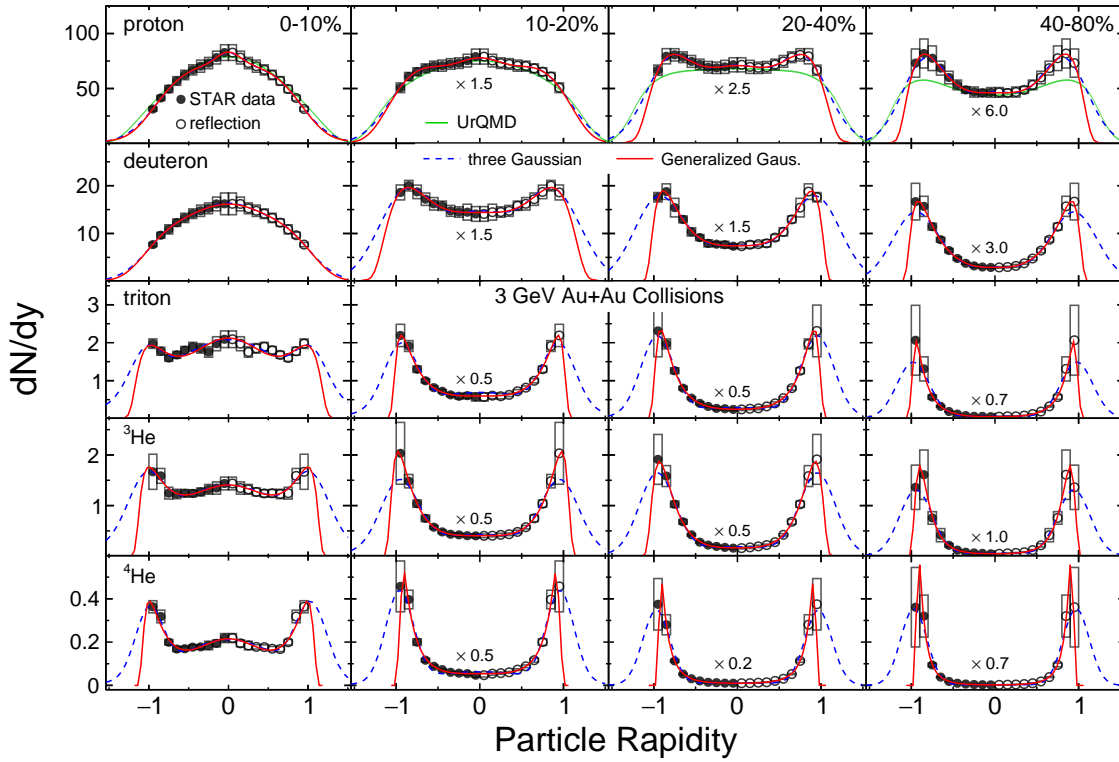 proton 0-10% 10-20% 20-40% 40-80%
100
50
● STAR data
○ reflection
× 1.5
UrQMD
× 2.5
× 6.0
deuteron
three Gaussian
Generalized Gaus.
20
10
× 1.5
× 1.5
× 3.0
triton
3 GeV Au+Au Collisions
3
2
1
× 0.5
× 0.5
× 0.7
³He
2
1
0
× 0.5
× 0.5
× 1.0
⁴He
0.4
0.2
0
× 0.5
× 0.2
× 0.7
−1 0 1 −1 0 1 −1 0 1 −1 0 1
dN/dy
Particle Rapidity